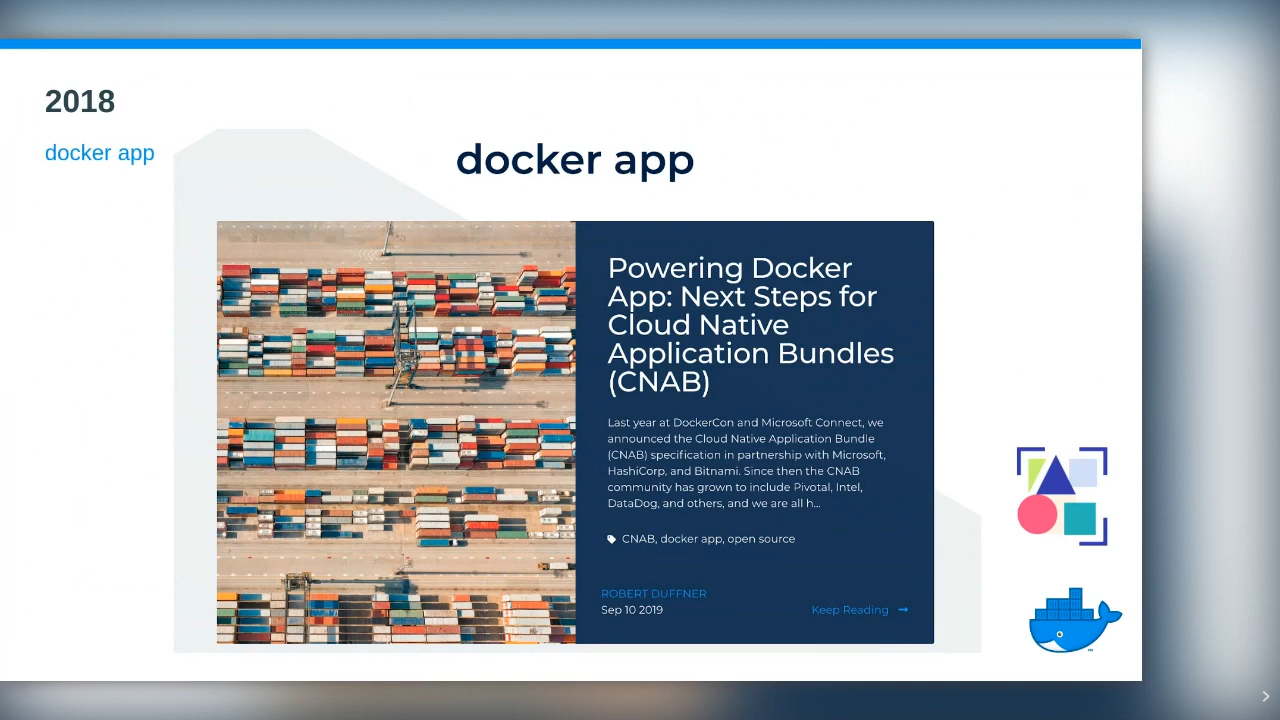 2018
docker app
docker app
Powering Docker
App: Next Steps for
Cloud Native
Application Bundles
(CNAB)
Last year at DockerCon and Microsoft Connect, we
announced the Cloud Native Application Bundle
(CNAB) specification in partnership with Microsoft,
HashiCorp, and Bitnami. Since then the CNAB
community has grown to include Pivotal, Intel,
DataDog, and others, and we are all h...
CNAB, docker app, open source
ROBERT DUFFNER
Sep 10 2019
Keep Reading